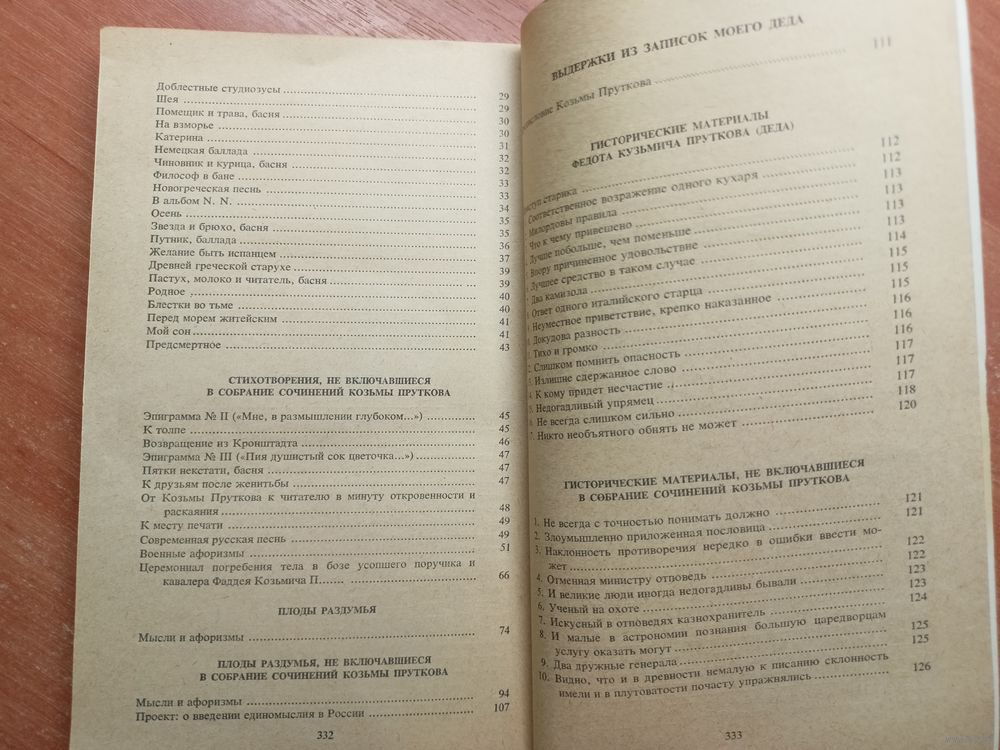 Доблестные студиозусы 29
Шея 29
Помещик и трава, басня 30
На взморье 30
Катерина 31
Немецкая баллада 32
Чиновник и курица, басня 32
Философ в бане 33
Новогреческая песнь 33
В альбом N. N. 34
Осень 35
Звезда и брюхо, басня 35
Путник, баллада 36
Желание быть испанцем 37
Древней греческой старухе 39
Пастух, молоко и читатель, басня 39
Родное 40
Блестки во тьме 40
Перед морем житейским 41
Мой сон 41
Предсмертное 43
СТИХОТВОРЕНИЯ, НЕ ВКЛЮЧАВШИЕСЯ
В СОБРАНИЕ СОЧИНЕНИЙ КОЗЬМЫ ПРУТКОВА
Эпиграмма № II («Мне, в размышлении глубоком...») 45
К толпе 45
Возвращение из Кронштадта 46
Эпиграмма № III («Пия душистый сок цветочка...») 47
Пятки некстати, басня 47
К друзьям после женитьбы 47
От Козьмы Пруткова к читателю в минуту откровенности и
раскаяния 48
К месту печати 49
Современная русская песнь 49
Военные афоризмы 51
Церемониал погребения тела в бозе усопшего поручика и
кавалера Фаддея Козьмича П. 66
ПЛОДЫ РАЗДУМЬЯ
Мысли и афоризмы 74
ПЛОДЫ РАЗДУМЬЯ, НЕ ВКЛЮЧАВШИЕСЯ
В СОБРАНИЕ СОЧИНЕНИЙ КОЗЬМЫ ПРУТКОВА
Мысли и афоризмы 94
Проект: о введении единомыслия в России 107
332
ВЫДЕРЖКИ ИЗ ЗАПИСОК МОЕГО ДЕДА
Козьмы Пруткова 111
ГИСТОРИЧЕСКИЕ МАТЕРИАЛЫ
ФЕДОТА КУЗЬМИЧА ПРУТКОВА (ДЕДА)
старика 112
Соответственное возражение одного кухаря 112
Милордовы правила 113
Что к чему привешено 113
Лучше побольше, чем поменьше 113
Впору причиненное удовольствие 113
Лучшее средство в таком случае 114
Два камизола 115
Ответ одного италийского старца 115
Неуместное приветствие, крепко наказанное 115
Докудова разность 116
Тихо и громко 116
Слишком помнить опасность 116
Излишне сдержанное слово 117
К кому придет несчастие 117
Недогадливый упрямец 117
Не всегда слишком сильно 118
Никто необъятного обнять не может 120
ГИСТОРИЧЕСКИЕ МАТЕРИАЛЫ, НЕ ВКЛЮЧАВШИЕСЯ
В СОБРАНИЕ СОЧИНЕНИЙ КОЗЬМЫ ПРУТКОВА
1. Не всегда с точностью понимать должно 121
2. Злоумышленно приложенная пословица 121
3. Наклонность противоречия нередко в ошибки ввести мо-
жет 122
4. Отменная министру отповедь 122
5. И великие люди иногда недогадливы бывали 123
6. Ученый на охоте 123
7. Искусный в отповедях казнохранитель 124
8. И малые в астрономии познания большую царедворцам
услугу оказать могут 125
9. Два дружные генерала 125
10. Видно, что и в древности немалую к писанию склонность
имели и в плутоватости почасту упражнялись 126
333